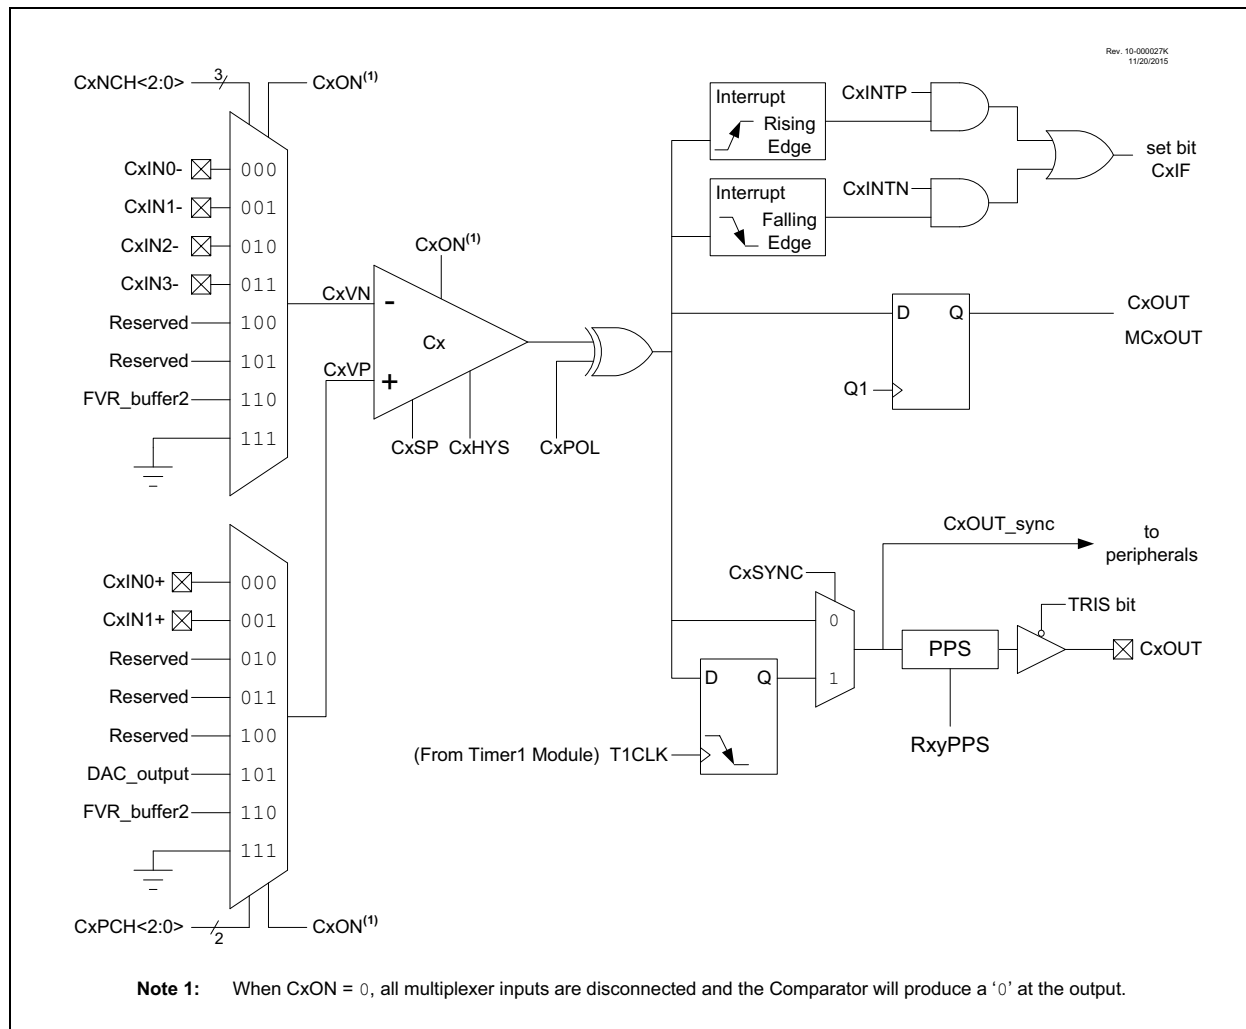 Rev. 10-000027K
11/20/2015
CxNCH<2:0>
3
CxON(1)
CxIN0-
000
CxIN1-
001
CxIN2-
010
CxIN3-
011
Reserved
100
Reserved
101
FVR_buffer2
110
111
CxVN
CxVP
CxON(1)
-
Cx
+
CxSP
CxHYS
CxPOL
Interrupt
Rising
Edge
CxINTP
Interrupt
Falling
Edge
CxINTN
set bit
CxIF
D
Q
Q1
CxOUT
MCxOUT
CxIN0+
000
CxIN1+
001
Reserved
010
Reserved
011
Reserved
100
DAC_output
101
FVR_buffer2
110
111
CxPCH<2:0>
2
CxON(1)
CxOUT_sync
to
peripherals
CxSYNC
0
1
D
Q
(From Timer1 Module) T1CLK
PPS
RxyPPS
TRIS bit
CxOUT
Note 1: When CxON = 0, all multiplexer inputs are disconnected and the Comparator will produce a ‘0’ at the output.